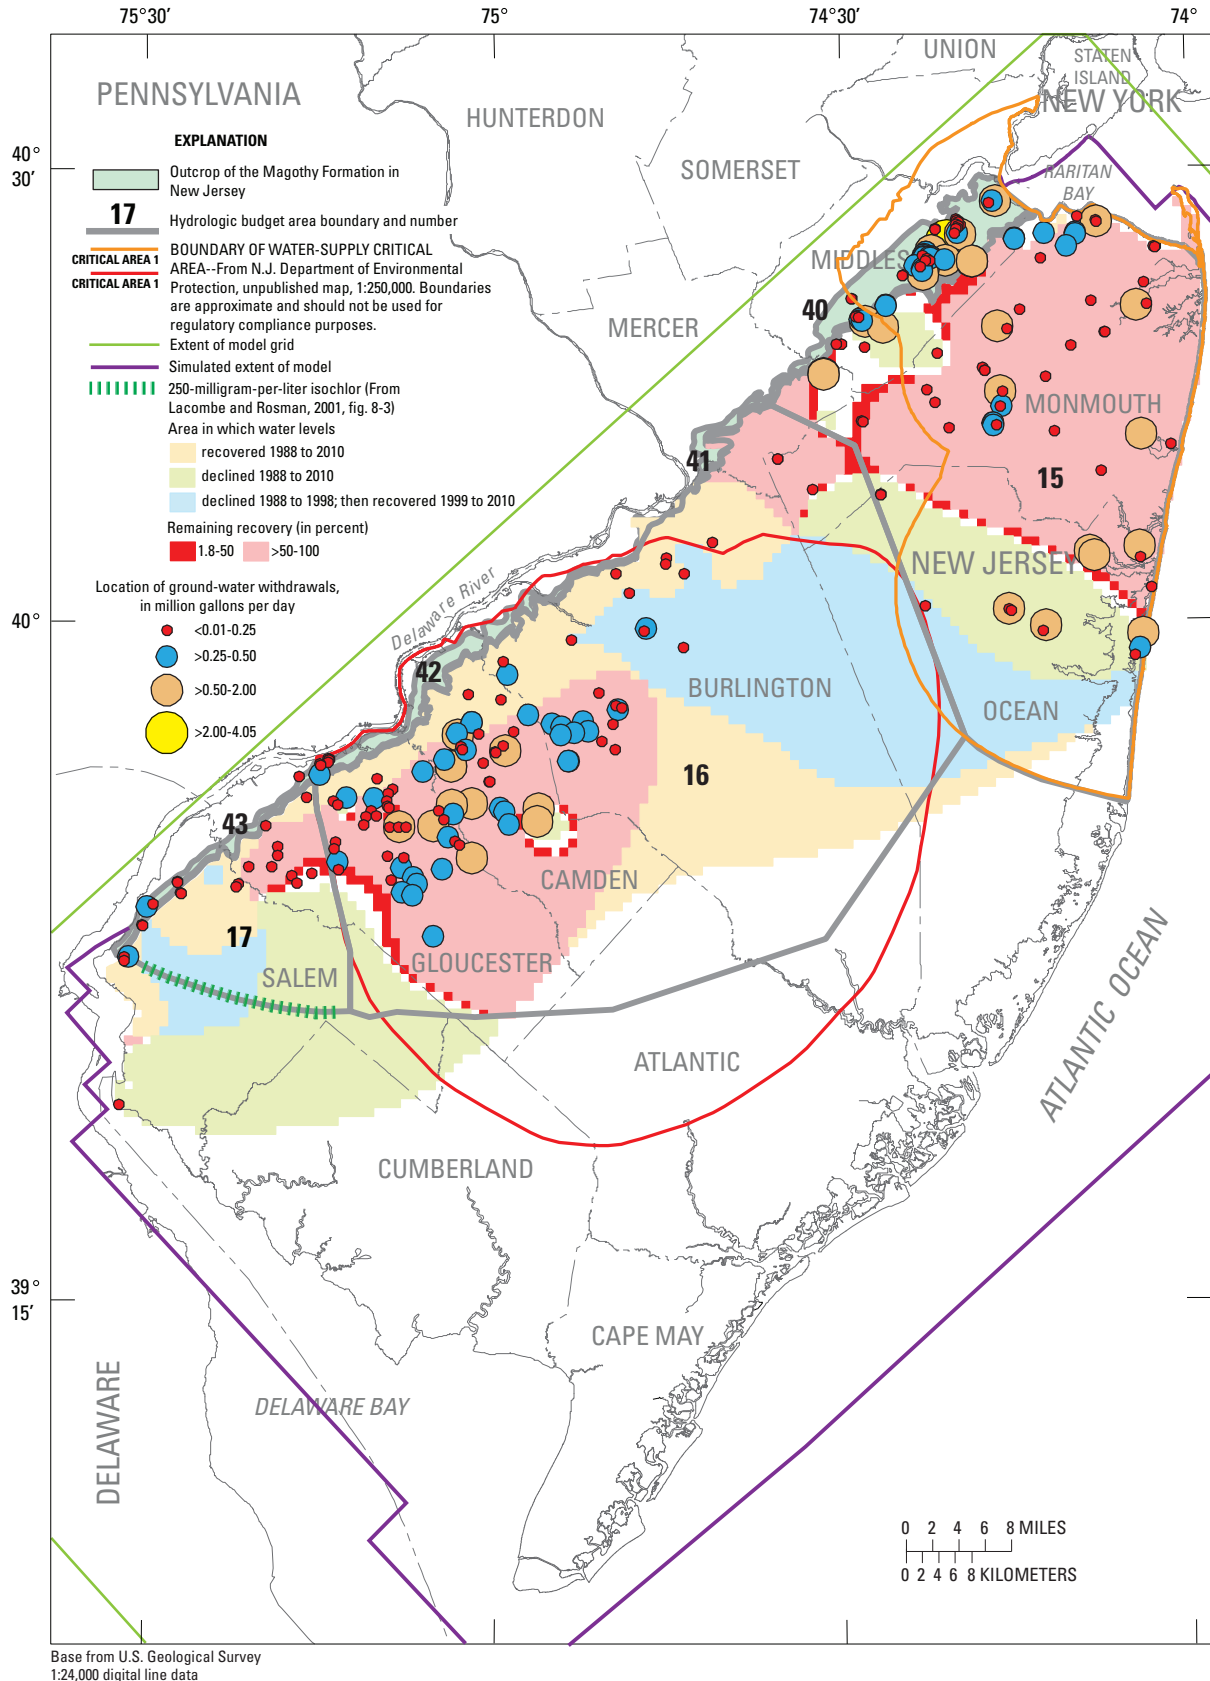 75°30′ 75° 74°30′ 74°
UNION
STATEN
ISLAND
PENNSYLVANIA
NEW YORK
HUNTERDON
EXPLANATION
40°
30′
SOMERSET
RARITAN
BAY
Outcrop of the Magothy Formation in
New Jersey
17
Hydrologic budget area boundary and number
CRITICAL AREA 1
CRITICAL AREA 1
BOUNDARY OF WATER-SUPPLY CRITICAL
AREA--From N.J. Department of Environmental
Protection, unpublished map, 1:250,000. Boundaries
are approximate and should not be used for
regulatory compliance purposes.
Extent of model grid
Simulated extent of model
250-milligram-per-liter isochlor (From
Lacombe and Rosman, 2001, fig. 8-3)
Area in which water levels
recovered 1988 to 2010
declined 1988 to 2010
declined 1988 to 1998; then recovered 1999 to 2010
Remaining recovery (in percent)
1.8-50 >50-100
Location of ground-water withdrawals,
in million gallons per day
<0.01-0.25
>0.25-0.50
>0.50-2.00
>2.00-4.05
MIDDLES
40
MERCER
MONMOUTH
41
15
NEW JERSEY
40°
Delaware River
42
BURLINGTON
OCEAN
16
43
CAMDEN
17
GLOUCESTER
SALEM
ATLANTIC OCEAN
ATLANTIC
CUMBERLAND
39°
15′
CAPE MAY
DELAWARE
DELAWARE BAY
0 2 4 6 8 MILES
0 2 4 6 8 KILOMETERS
Base from U.S. Geological Survey
1:24,000 digital line data